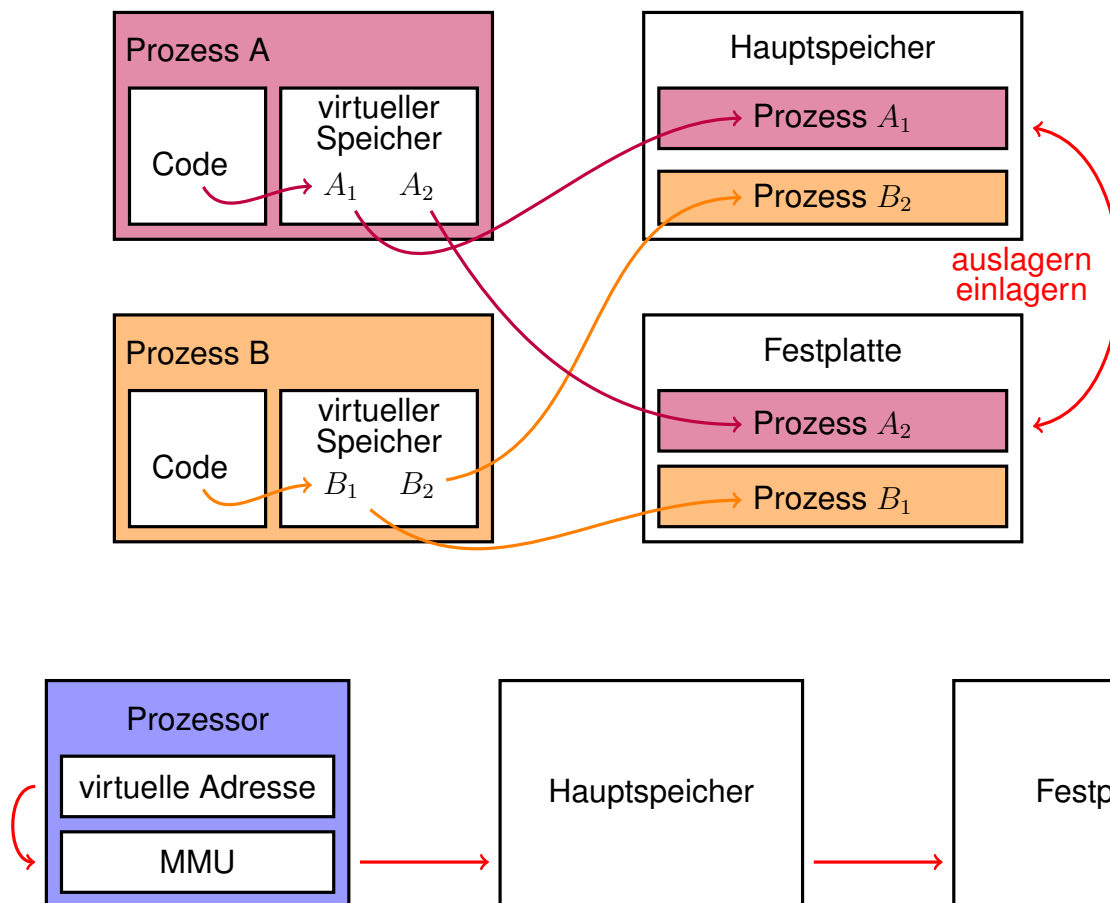 Prozess A
Code
virtueller
Speicher
A₁ A₂
Hauptspeicher
Prozess A₁
Prozess B₂
auslagern
einlagern
Prozess B
Code
virtueller
Speicher
B₁ B₂
Festplatte
Prozess A₂
Prozess B₁
Prozessor
virtuelle Adresse
MMU
Hauptspeicher
Festp